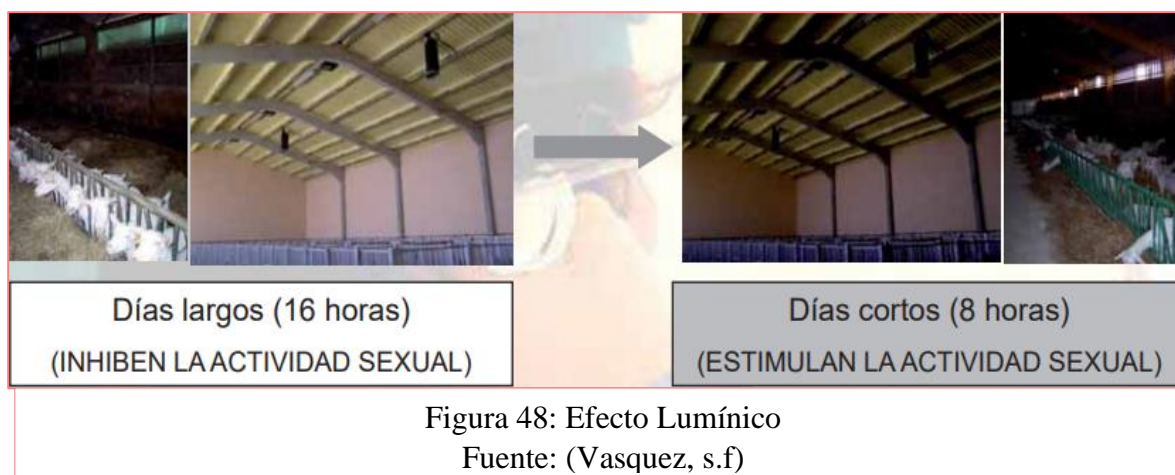 Días largos (16 horas)
(INHIBEN LA ACTIVIDAD SEXUAL)
Días cortos (8 horas)
(ESTIMULAN LA ACTIVIDAD SEXUAL)
Figura 48: Efecto Lumínico
Fuente: (Vasquez, s.f)